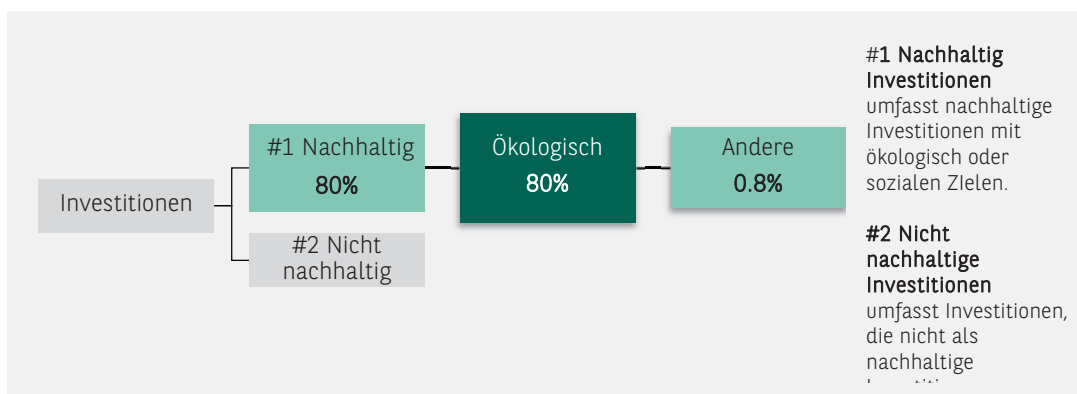 Investitionen
#1 Nachhaltig
80%
#2 Nicht
nachhaltig
Ökologisch
80%
Andere
0.8%
#1 Nachhaltig
Investitionen
umfasst nachhaltige
Investitionen mit
ökologisch oder
sozialen ZIelen.
#2 Nicht
nachhaltige
Investitionen
umfasst Investitionen,
die nicht als
nachhaltige